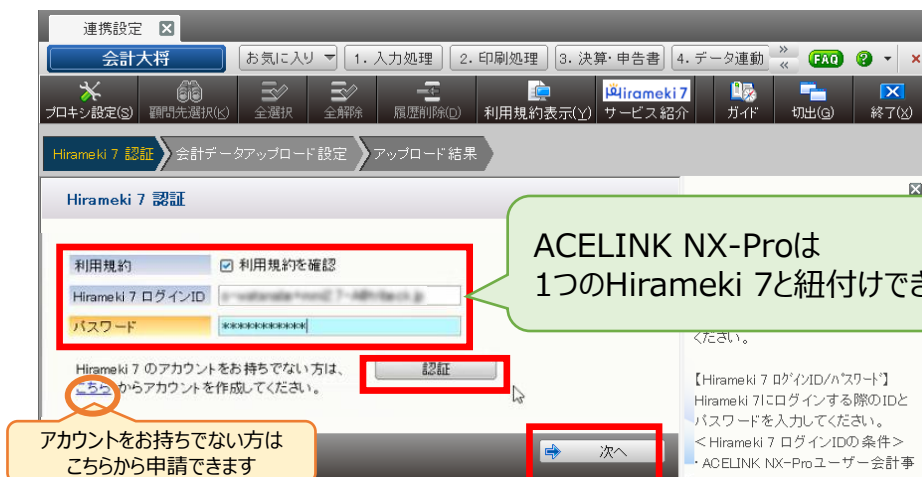 連携設定
会計大将 お気に入り 1. 入力処理 2. 印刷処理 3. 決算・申告書 4. データ連動 FAQ
プロキシ設定(S) 顧問先選択(K) 全選択 全解除 履歴削除(D) 利用規約表示(Y) Hirameki 7 サービス紹介 ガイド 切出(G) 終了(X)
Hirameki 7 認証 会計データアップロード設定 アップロード結果
Hirameki 7 認証
ACELINK NX-Proは
1つのHirameki 7と紐付けでき
利用規約 利用規約を確認
Hirameki 7 ログインID
パスワード ***********
ください。
Hirameki 7 のアカウントをお持ちでない方は、
こちらからアカウントを作成してください。
認証
【Hirameki 7 ログインID/パスワード】
Hirameki 7にログインする際のIDと
パスワードを入力してください。
<Hirameki 7 ログインIDの条件>
・ACELINK NX-Proユーザー会計事
アカウントをお持ちでない方は
こちらから申請できます
次へ